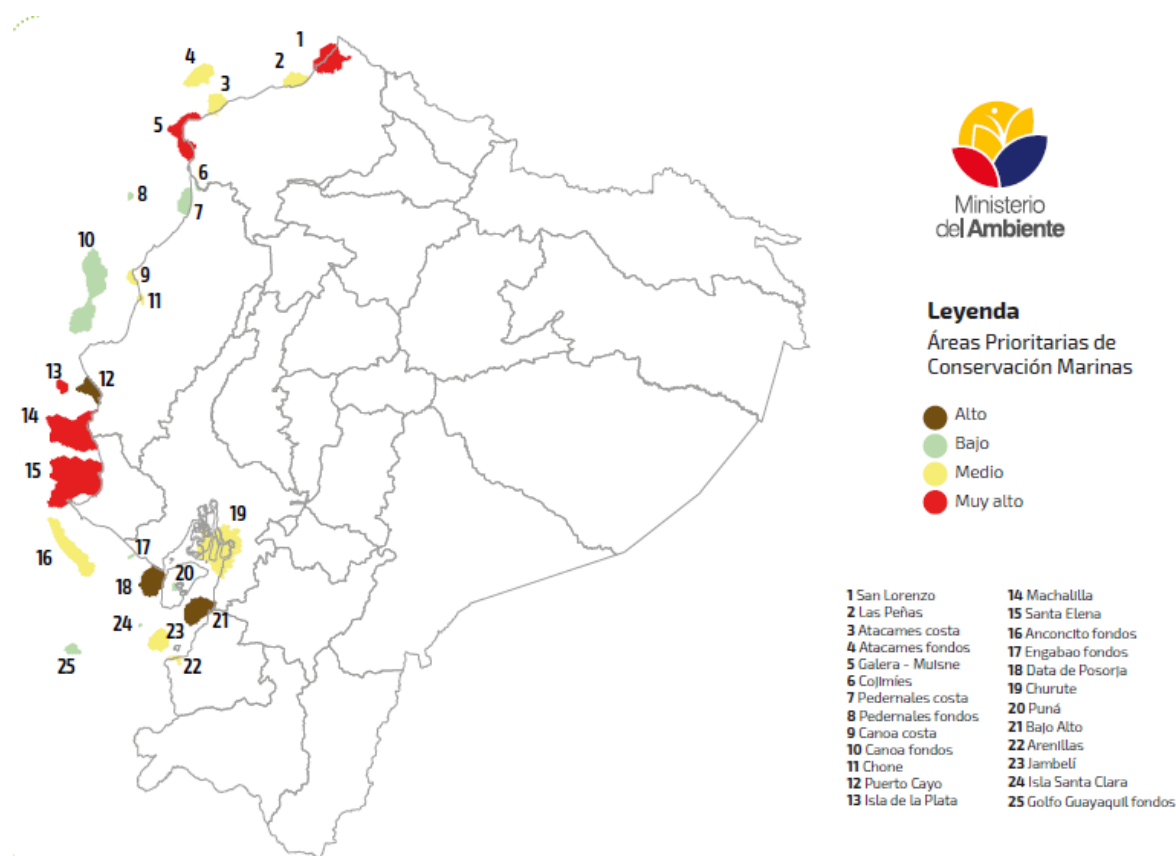 1
4
2
3
5
6
8
7
10
9
11
13
12
14
15
19
16
17
20
18
24
23
21
25
22
Ministerio
del Ambiente
Leyenda
Áreas Prioritarias de
Conservación Marinas
Alto
Bajo
Medio
Muy alto
1 San Lorenzo
2 Las Peñas
3 Atacames costa
4 Atacames fondos
5 Galera - Muisne
6 Cojimíes
7 Pedernales costa
8 Pedernales fondos
9 Canoa costa
10 Canoa fondos
11 Chone
12 Puerto Cayo
13 Isla de la Plata
14 Machalilla
15 Santa Elena
16 Anconcito fondos
17 Engabao fondos
18 Data de Posorja
19 Churute
20 Puná
21 Bajo Alto
22 Arenillas
23 Jambelí
24 Isla Santa Clara
25 Golfo Guayaquil fondos